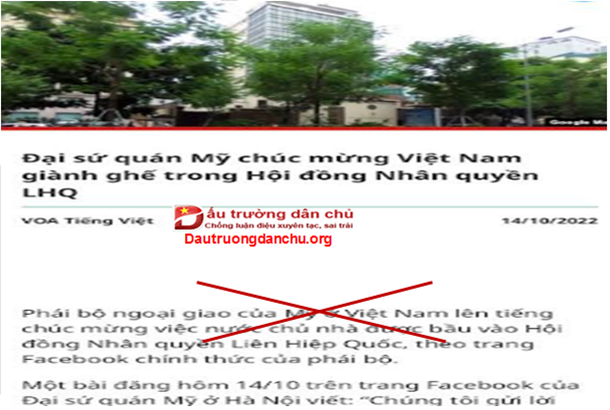 Google Ma
Đại sứ quán Mỹ chúc mừng Việt Nam
giành ghế trong Hội đồng Nhân quyền
LHQ
VOA Tiếng Việt
Đấu trường dân chủ
Chống luận điệu xuyên tạc, sai trái
Dautruongdanchu.org
14/10/2022
Phái bộ ngoại giao của Mỹ ở Việt Nam lên tiếng
chúc mừng việc nước chủ nhà được bầu vào Hội
đồng Nhân quyền Liên Hiệp Quốc, theo trang
Facebook chính thức của phái bộ.
Một bài đăng hôm 14/10 trên trang Facebook của
Đại sứ quán Mỹ ở Hà Nội viết: “Chúng tôi gửi lời